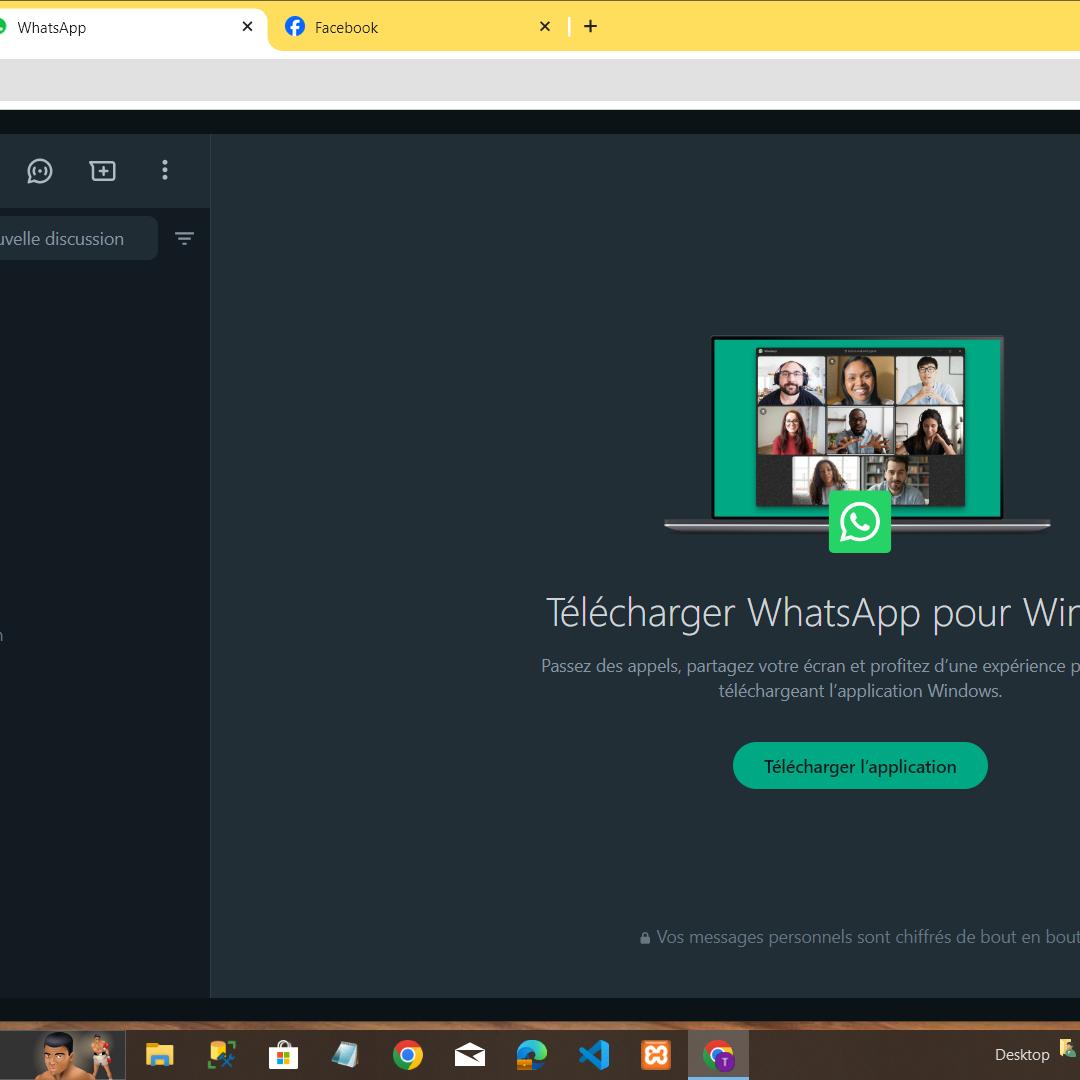 WhatsApp
Facebook
uvelle discussion
Télécharger WhatsApp pour Win
Passez des appels, partagez votre écran et profitez d’une expérience p
téléchargeant l’application Windows.
Télécharger l’application
Vos messages personnels sont chiffrés de bout en bout
T
Desktop